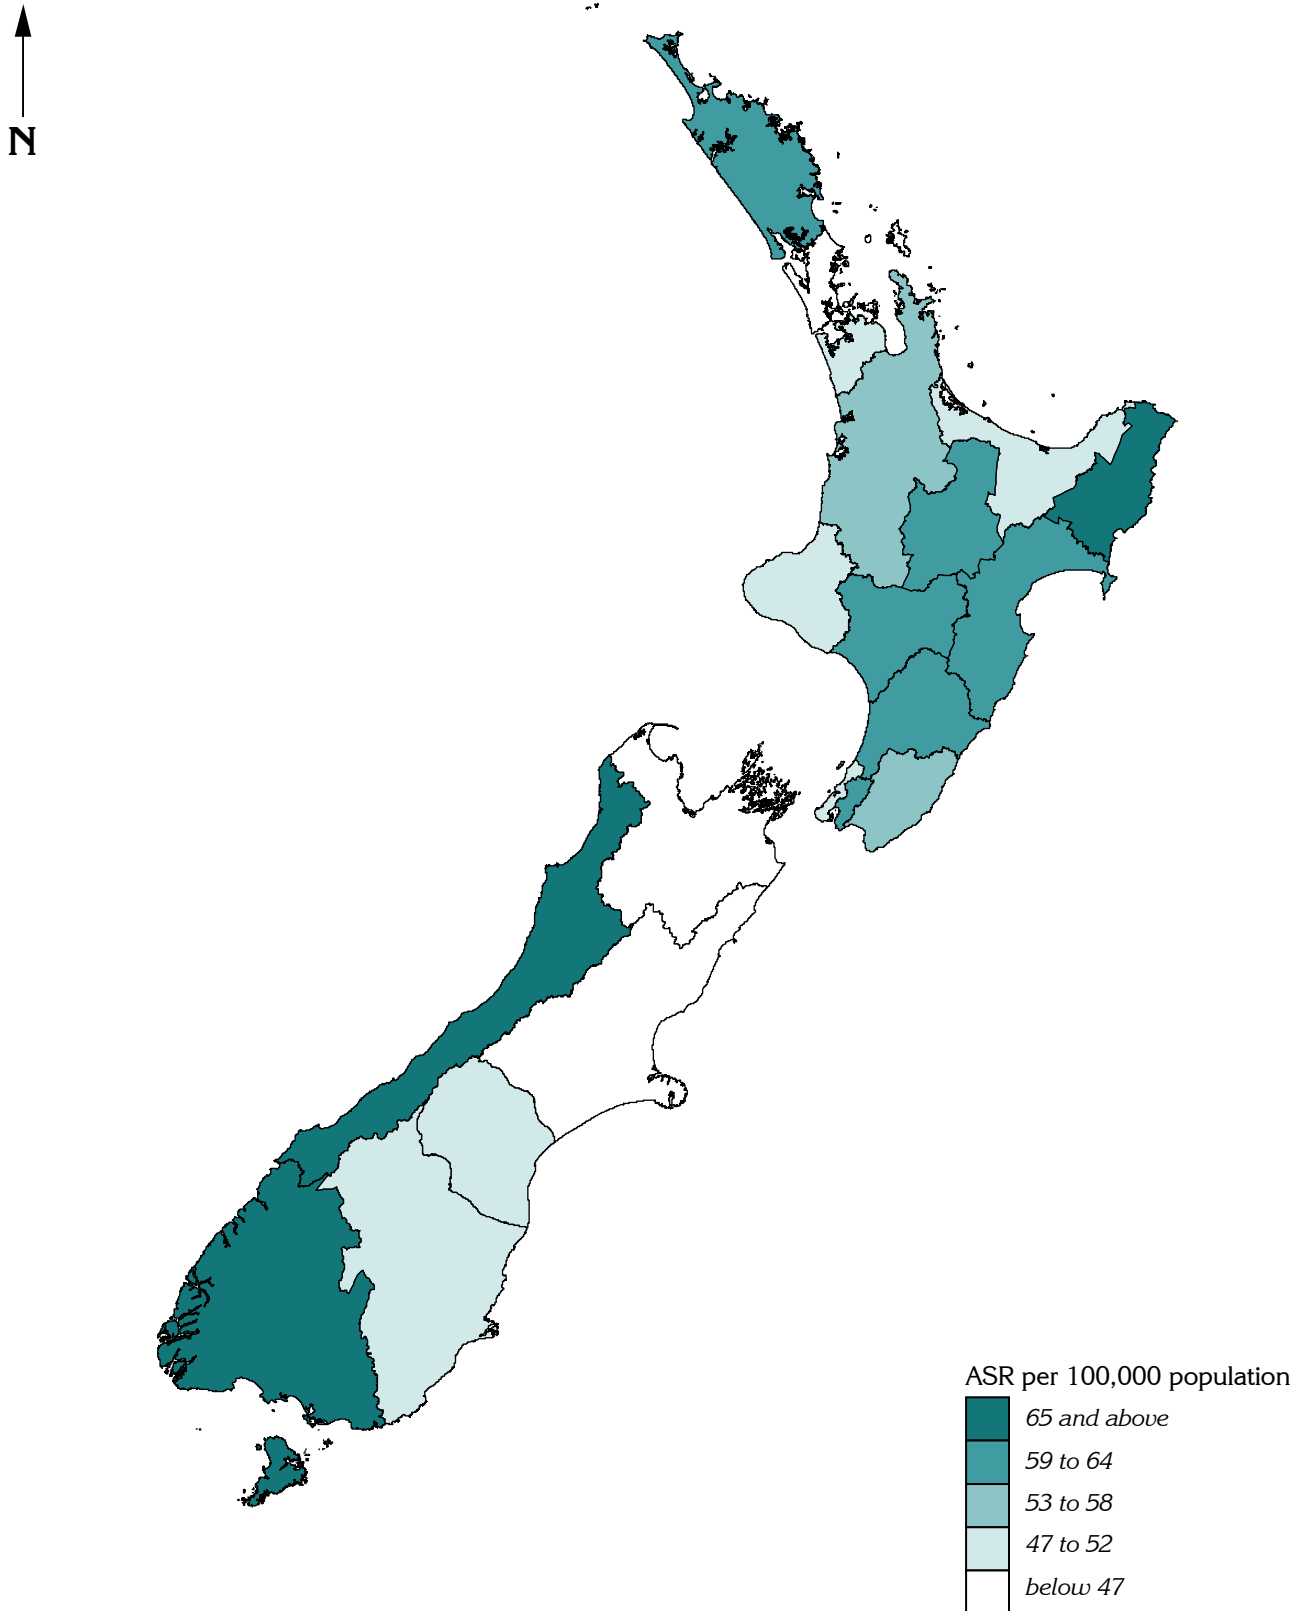 N
ASR per 100,000 population
65 and above
59 to 64
53 to 58
47 to 52
below 47